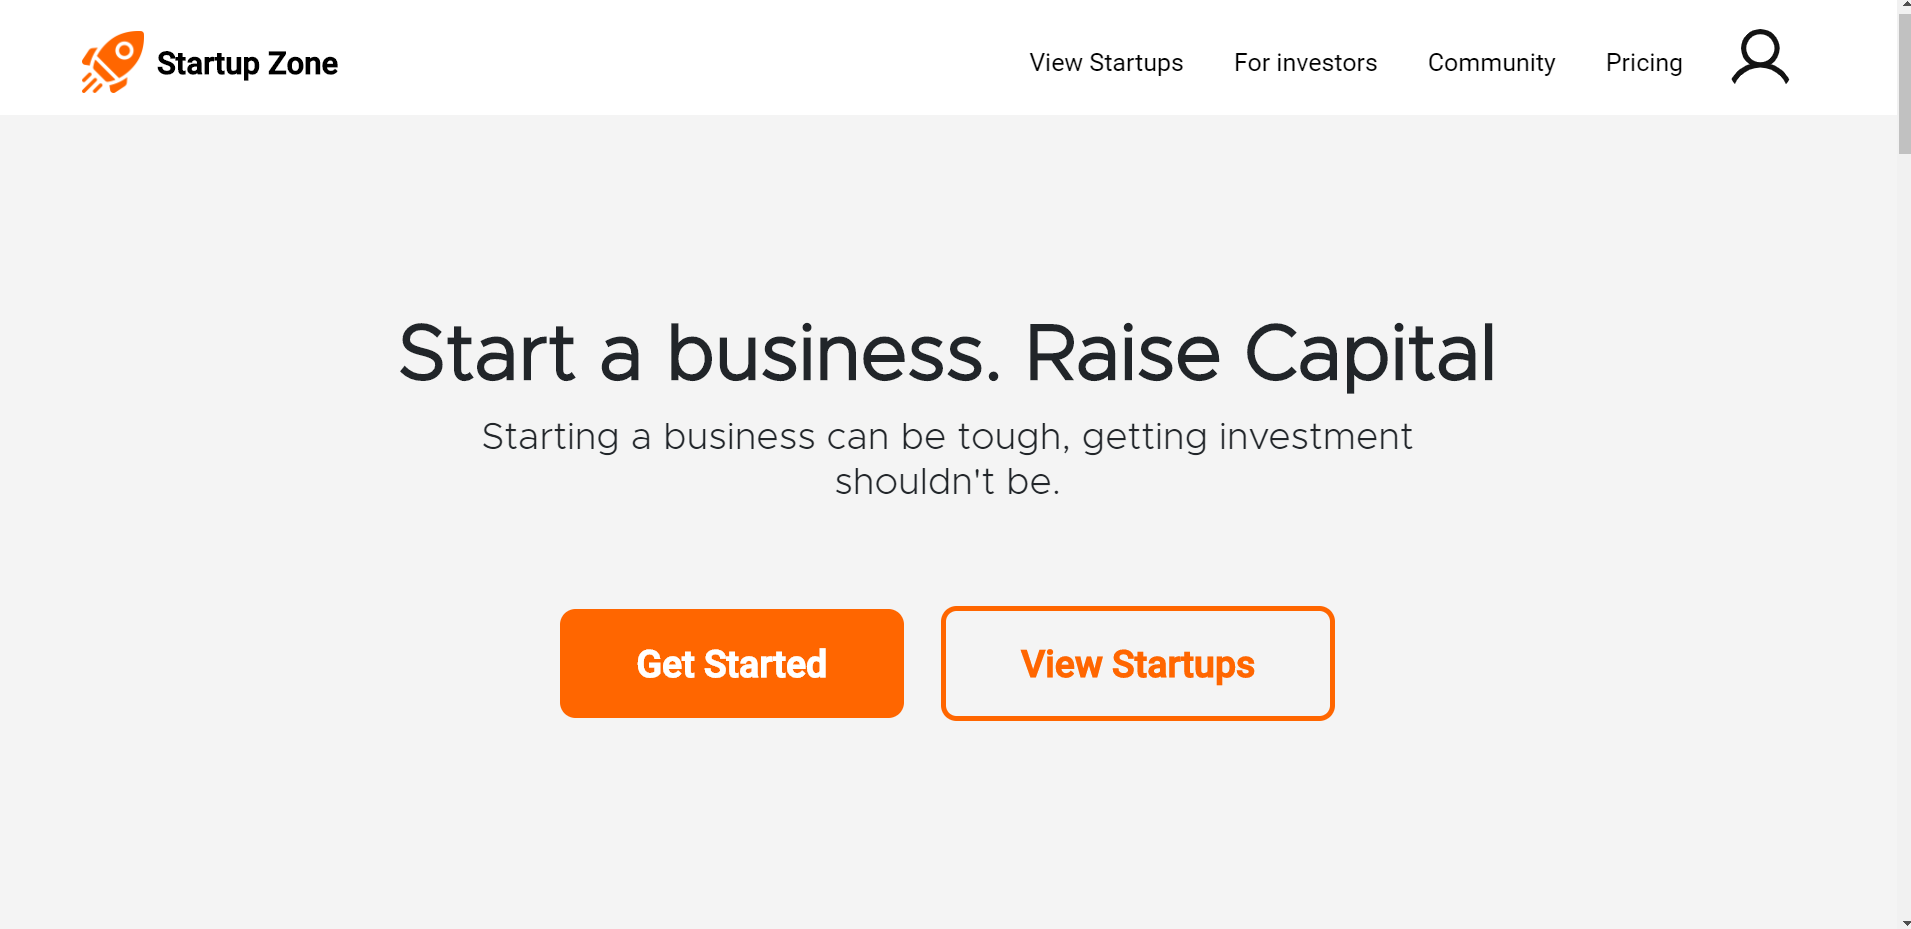 Startup Zone
View Startups
For investors
Community
Pricing
Start a business. Raise Capital
Starting a business can be tough, getting investment
shouldn't be.
Get Started
View Startups